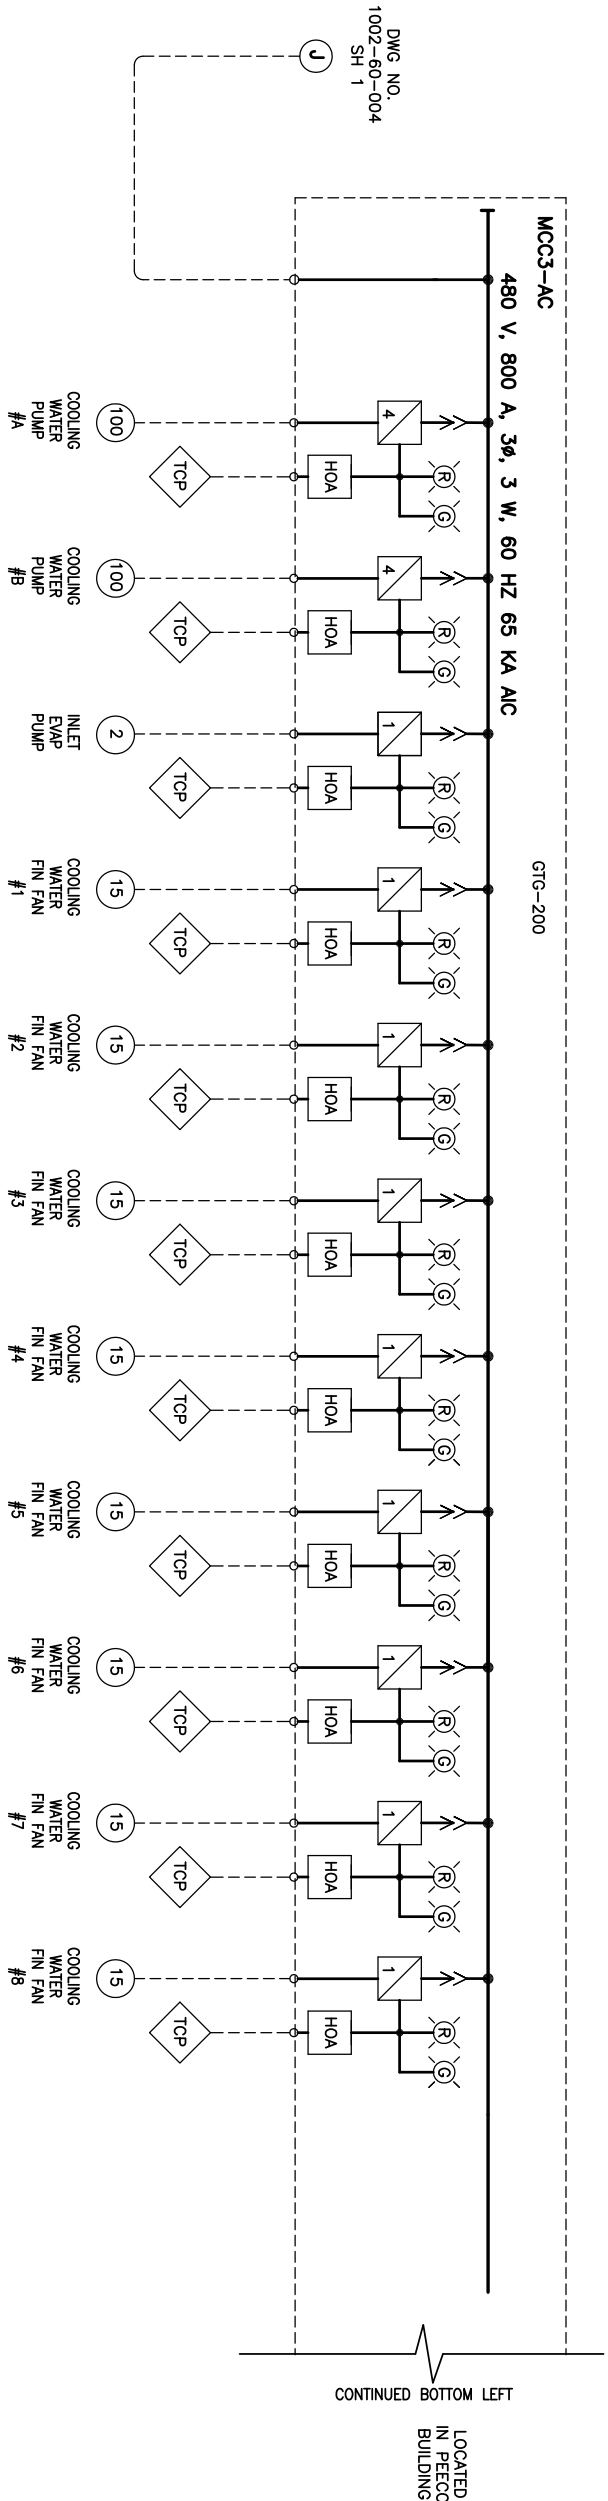 DWG NO.
1002-60-004
SH 1
J
MCC3-AC
480 V, 800 A, 3Ø, 3 W, 60 HZ 65 KA AIC
GTG-200
4
R
G
HOA
TCP
100
COOLING
WATER
PUMP
#A
4
R
G
HOA
TCP
100
COOLING
WATER
PUMP
#B
1
R
G
HOA
TCP
2
INLET
EVAP
PUMP
1
R
G
HOA
TCP
15
COOLING
WATER
FIN FAN
#1
1
R
G
HOA
TCP
15
COOLING
WATER
FIN FAN
#2
1
R
G
HOA
TCP
15
COOLING
WATER
FIN FAN
#3
1
R
G
HOA
TCP
15
COOLING
WATER
FIN FAN
#4
1
R
G
HOA
TCP
15
COOLING
WATER
FIN FAN
#5
1
R
G
HOA
TCP
15
COOLING
WATER
FIN FAN
#6
1
R
G
HOA
TCP
15
COOLING
WATER
FIN FAN
#7
1
R
G
HOA
TCP
15
COOLING
WATER
FIN FAN
#8
CONTINUED BOTTOM LEFT
LOCATED
IN PEECC
BUILDING